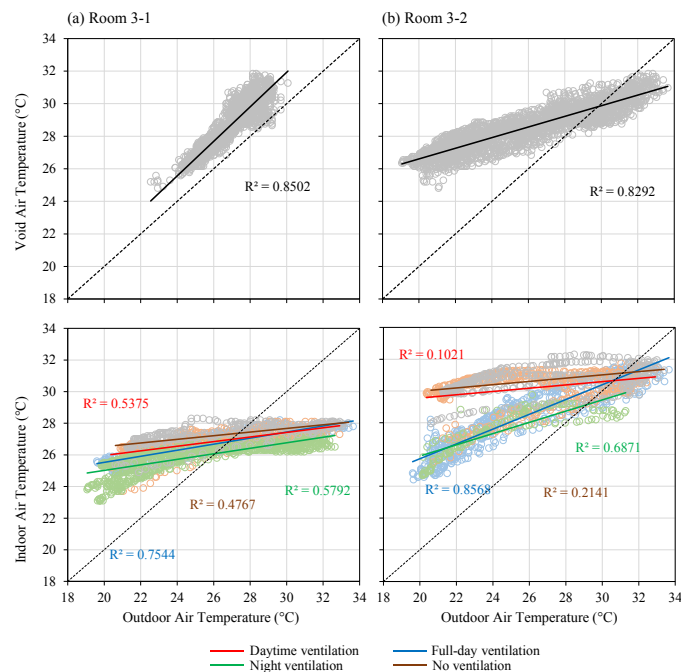 (a) Room 3-1
(b) Room 3-2
Void Air Temperature (°C)
34
32
30
28
26
24
22
20
18
R² = 0.8502
R² = 0.8292
Indoor Air Temperature (°C)
34
32
30
28
26
24
22
20
18
R² = 0.5375
R² = 0.4767
R² = 0.5792
R² = 0.7544
R² = 0.1021
R² = 0.6871
R² = 0.8568
R² = 0.2141
18 20 22 24 26 28 30 32 34
18 20 22 24 26 28 30 32 34
Outdoor Air Temperature (°C)
Outdoor Air Temperature (°C)
Daytime ventilation
Full-day ventilation
Night ventilation
No ventilation